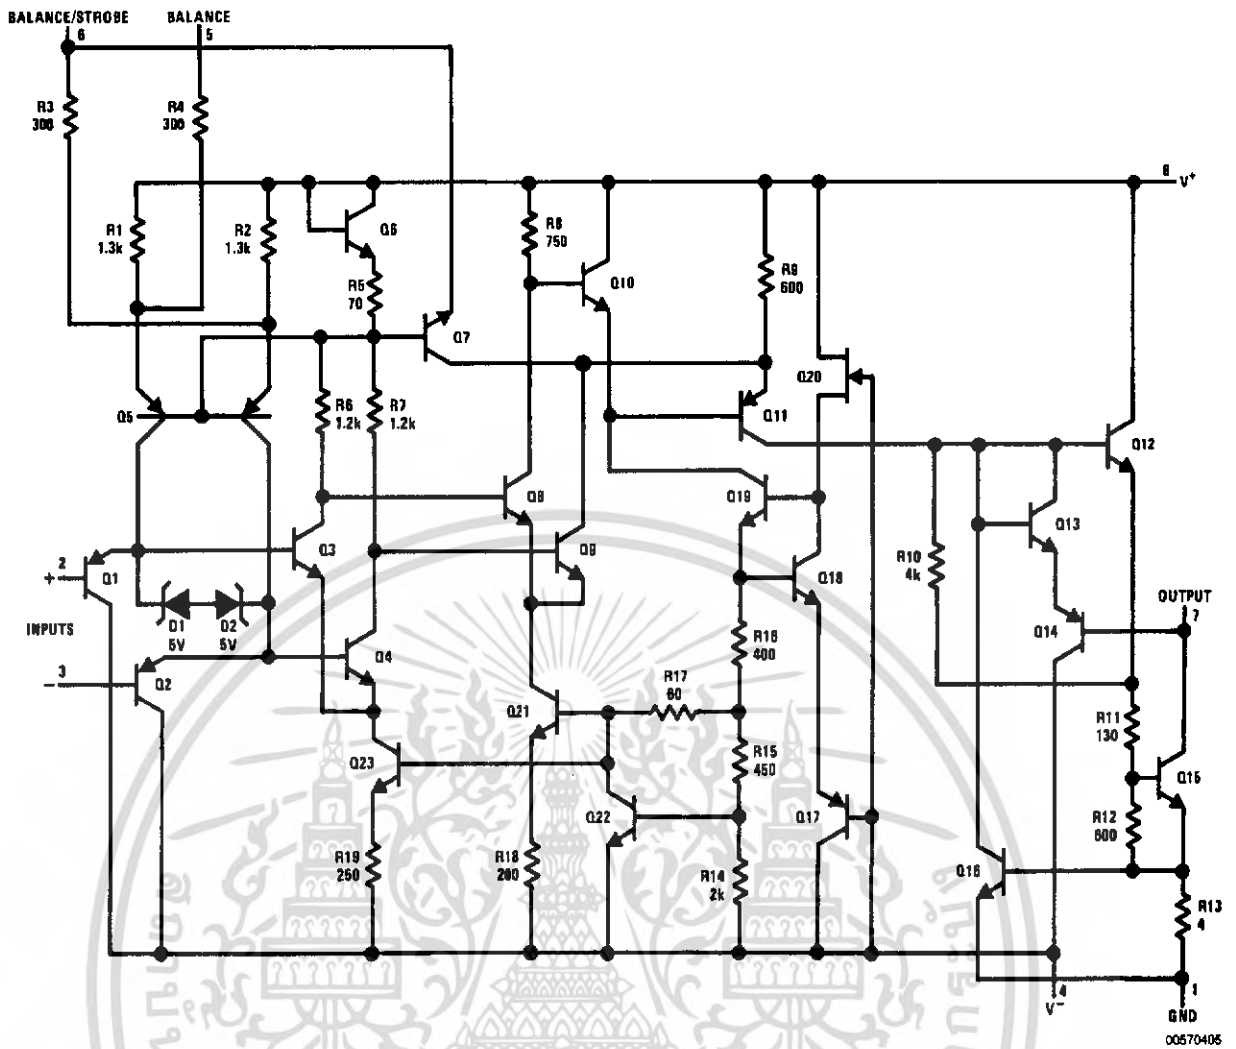 BALANCE/STROBE
BALANCE
6
5
R3
300
R4
300
8
V+
R1
1.3k
R2
1.3k
Q6
R8
750
R5
70
Q10
R9
600
Q7
Q20
Q5
R6
1.2k
R7
1.2k
Q11
Q12
Q8
Q19
Q13
Q3
Q9
2
+
Q1
Q18
R10
4k
OUTPUT
7
INPUTS
D1
5V
D2
5V
Q14
R16
400
3
−
Q4
Q2
R17
60
Q21
R11
130
Q23
R15
450
Q15
Q22
Q17
R12
600
R19
250
R18
200
R14
2k
Q16
R13
4
4
V−
1
GND
00570405